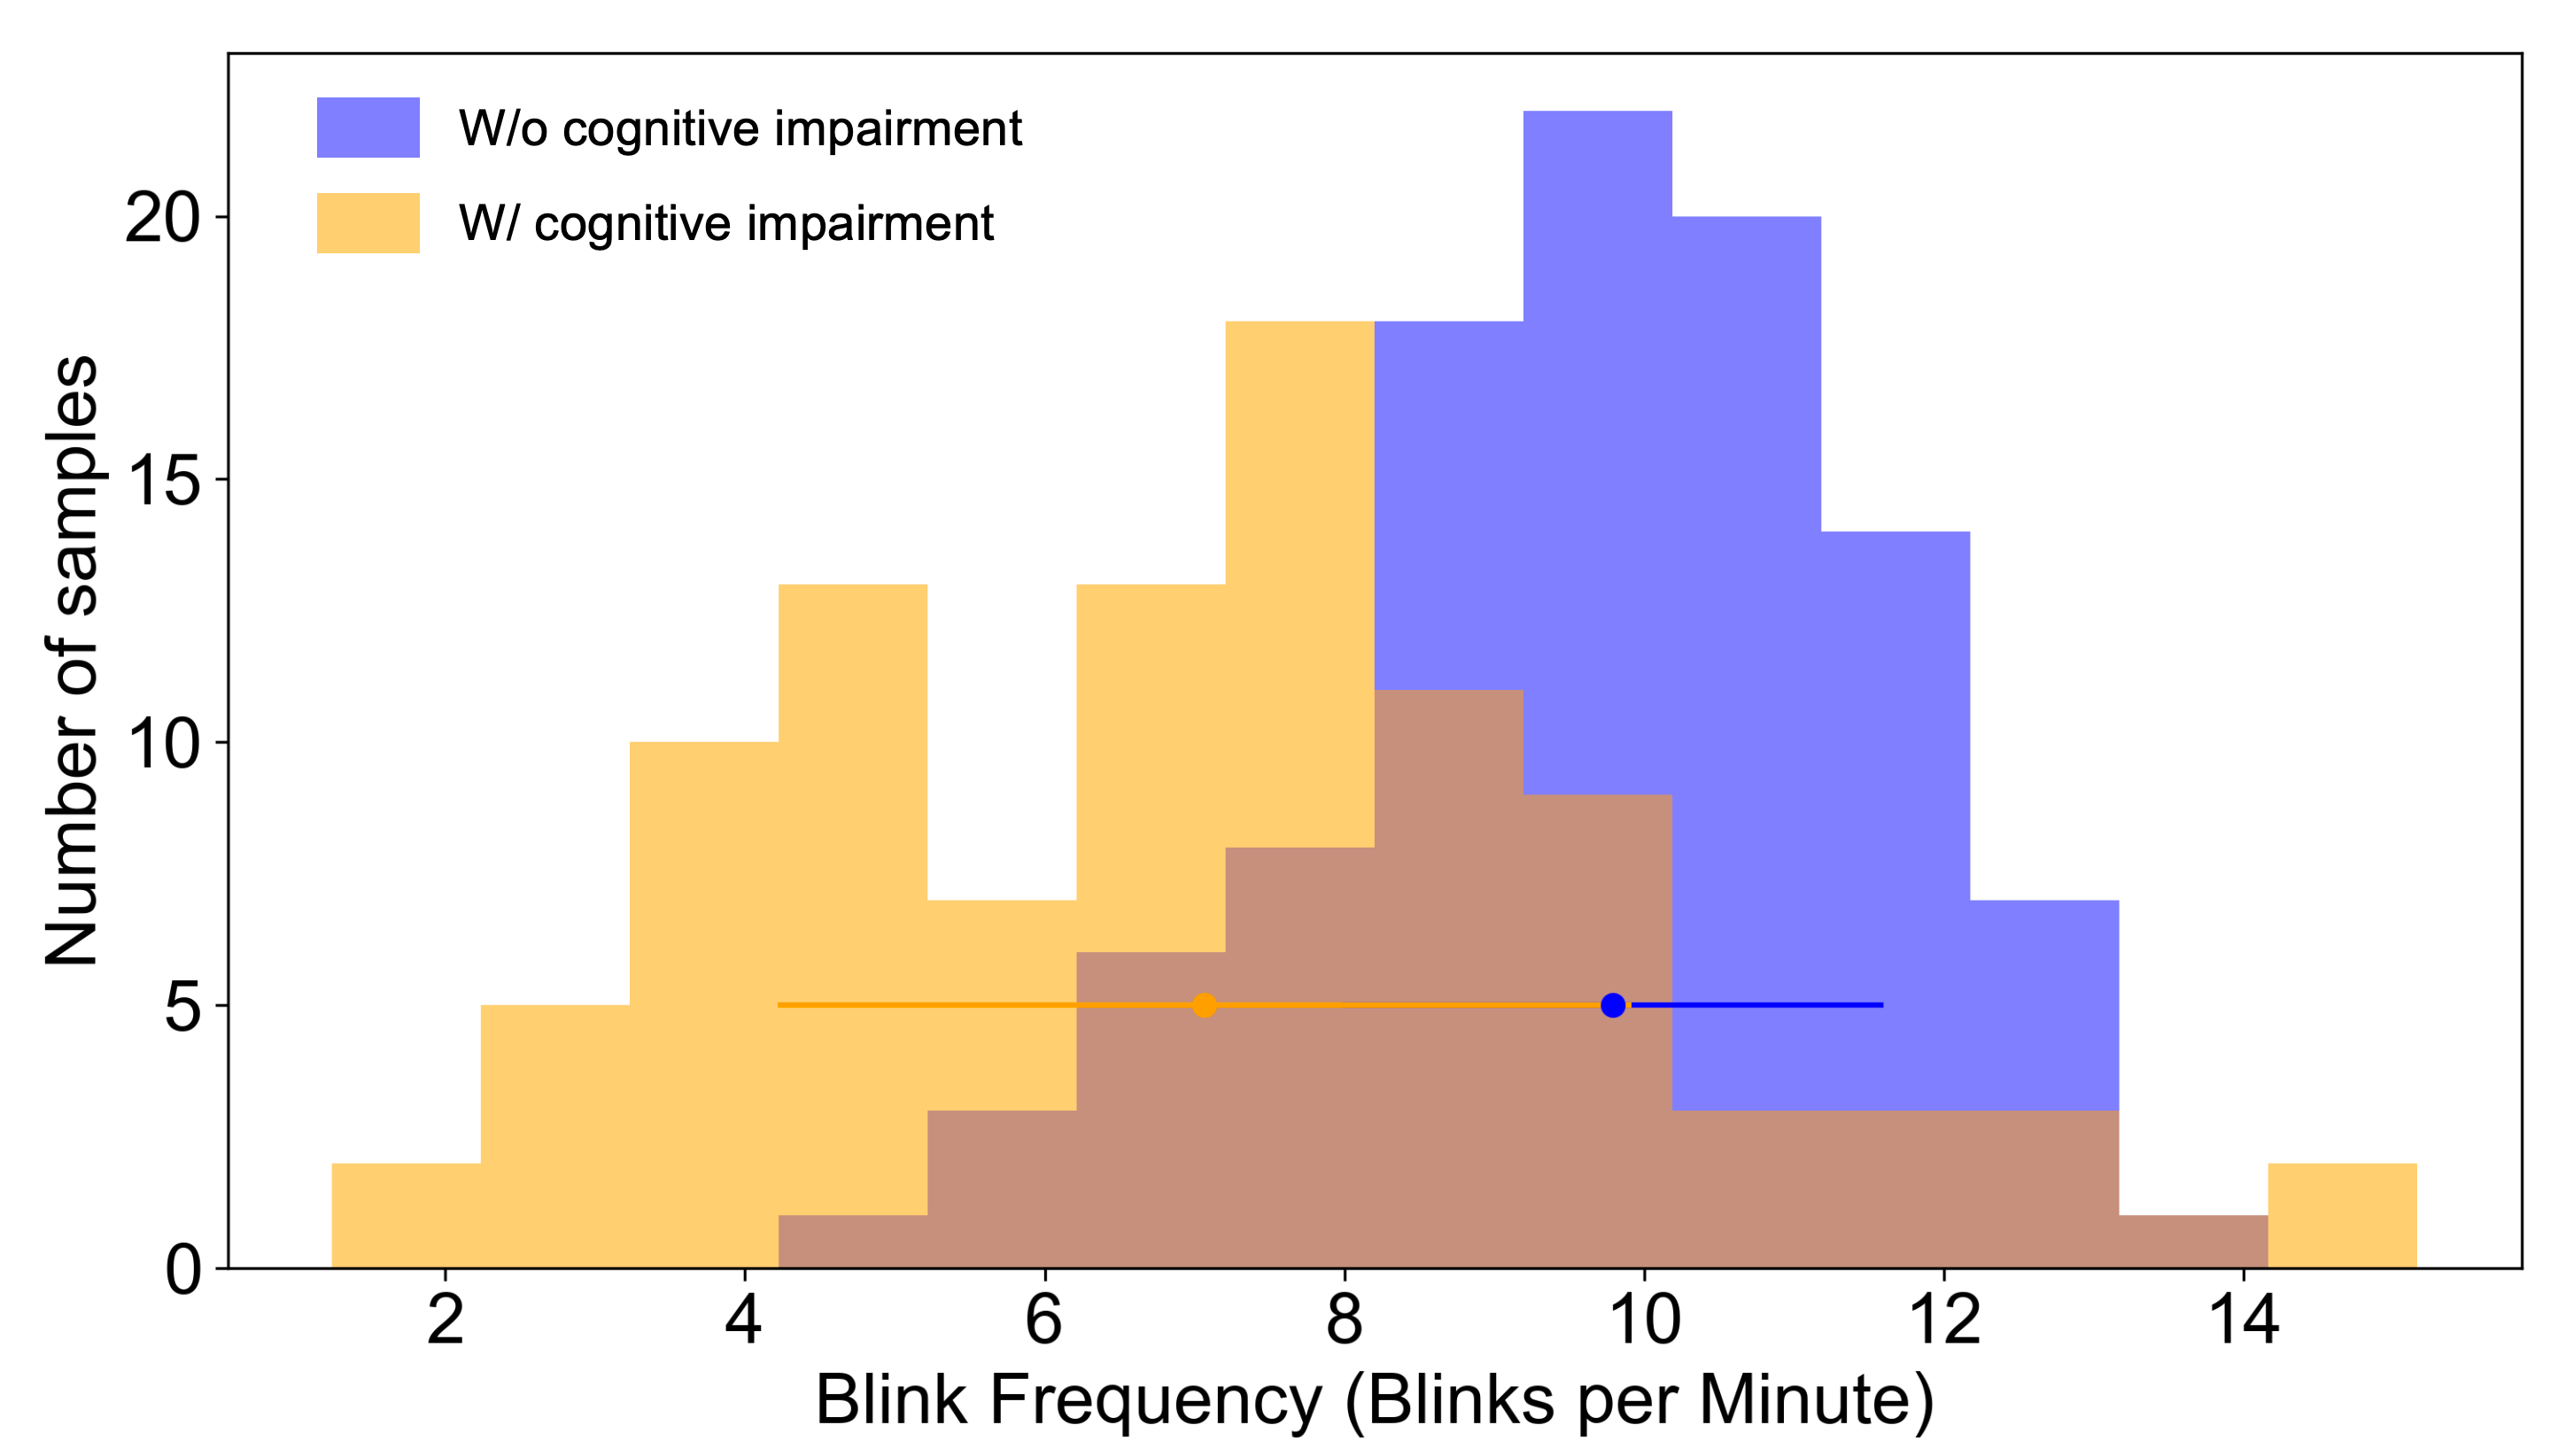 W/o cognitive impairment
W/ cognitive impairment
Number of samples
20
15
10
5
0
2 4 6 8 10 12 14
Blink Frequency (Blinks per Minute)